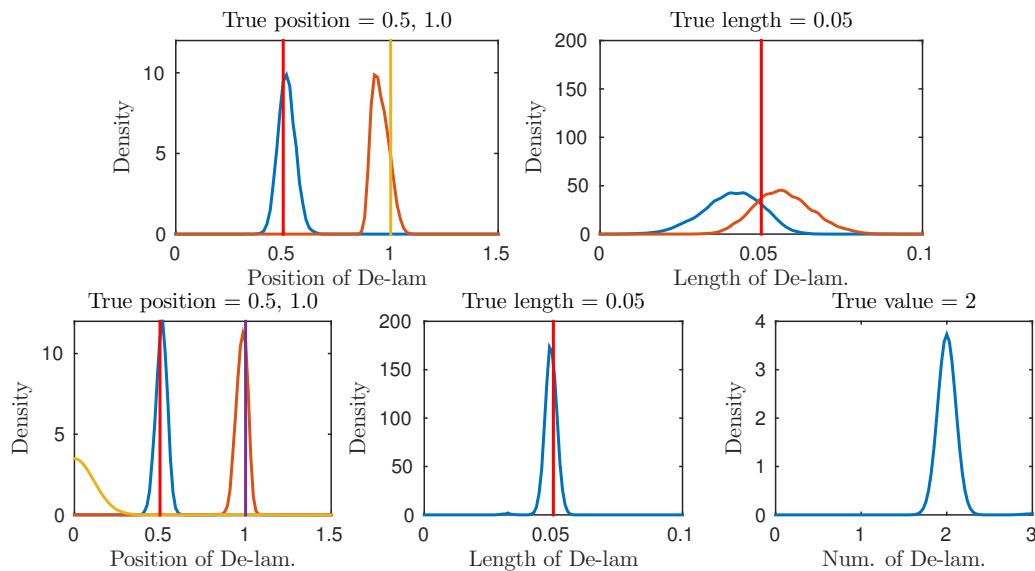 True position = 0.5, 1.0
True length = 0.05
Density
10
5
0
0
0.5
1
1.5
Position of De-lam
Density
200
150
100
50
0
0
0.05
0.1
Length of De-lam.
True position = 0.5, 1.0
True length = 0.05
True value = 2
Density
10
5
0
0
0.5
1
1.5
Position of De-lam.
Density
200
150
100
50
0
0
0.05
0.1
Length of De-lam
Density
4
3
2
1
0
0
1
2
3
Num. of De-lam.